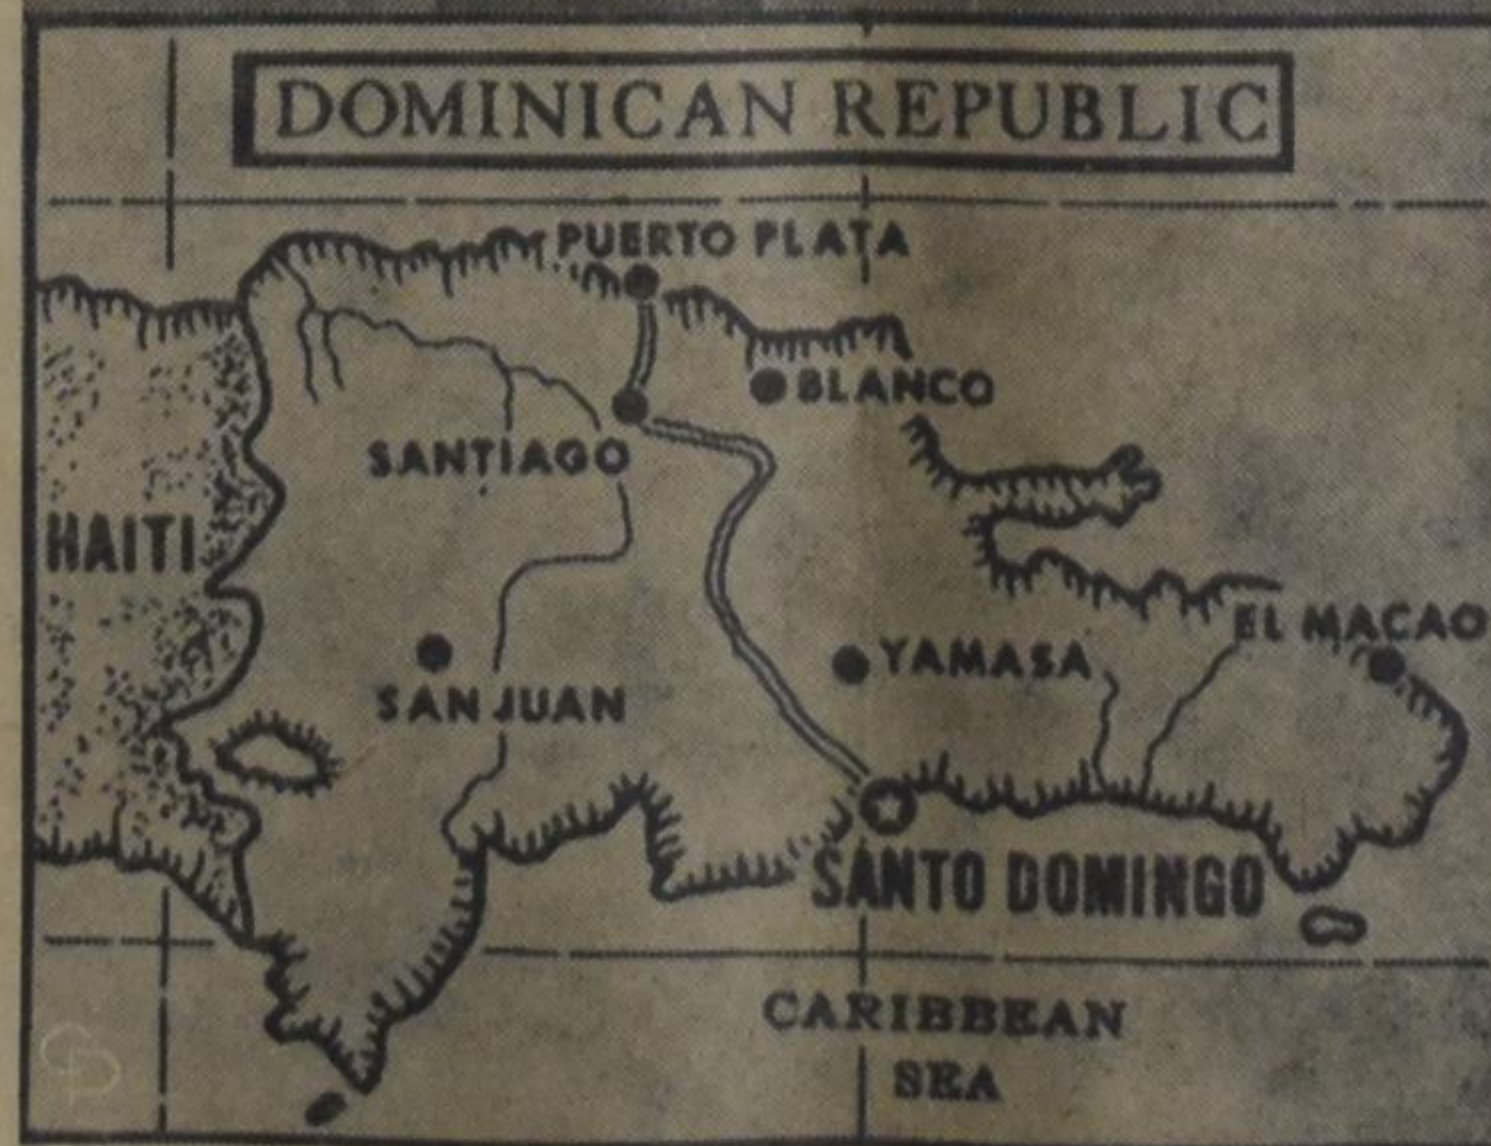 DOMINICAN REPUBLIC
PUERTO PLATA
BLANCO
SANTIAGO
HAITI
EL MACAO
YAMASA
SAN JUAN
SANTO DOMINGO
CARIBBEAN
SEA